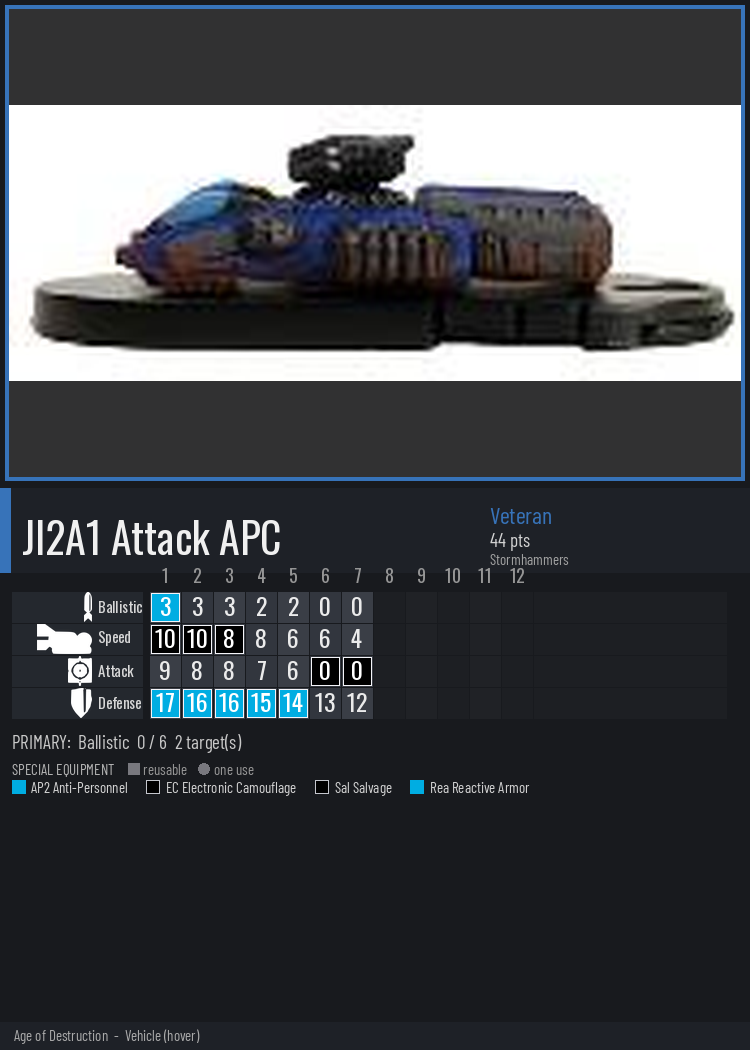 JI2A1 Attack APC
Veteran
44 pts
Stormhammers
1 2 3 4 5 6 7 8 9 10 11 12
Ballistic 3 3 3 2 2 0 0
Speed 10 10 8 8 6 6 4
Attack 9 8 8 7 6 0 0
Defense 17 16 16 15 14 13 12
PRIMARY: Ballistic 0 / 6 2 target(s)
SPECIAL EQUIPMENT reusable one use
AP2 Anti-Personnel EC Electronic Camouflage Sal Salvage Rea Reactive Armor
Age of Destruction - Vehicle (hover)